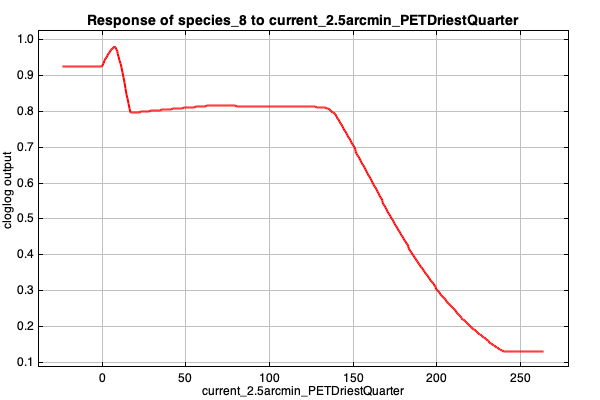 Response of species_8 to current_2.5arcmin_PETDriestQuarter
1.0
0.9
0.8
0.7
0.6
0.5
0.4
0.3
0.2
0.1
cloglog output
0 50 100 150 200 250
current_2.5arcmin_PETDriestQuarter